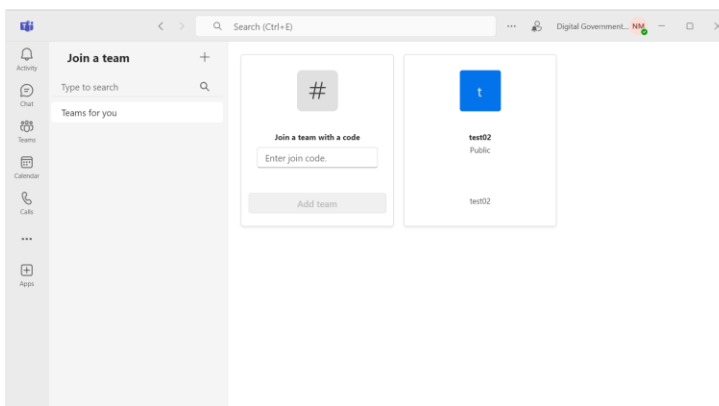 Search (Ctrl+E)
Digital Government... NM
Activity
Chat
Teams
Calendar
Calls
Apps
Join a team
Type to search
Teams for you
#
Join a team with a code
Enter join code.
Add team
t
test02
Public
test02